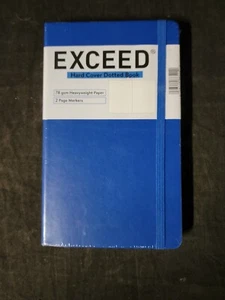 EXCEED
Hard Cover Dotted Book
78 gsm Heavyweight Paper
2 Page Markers